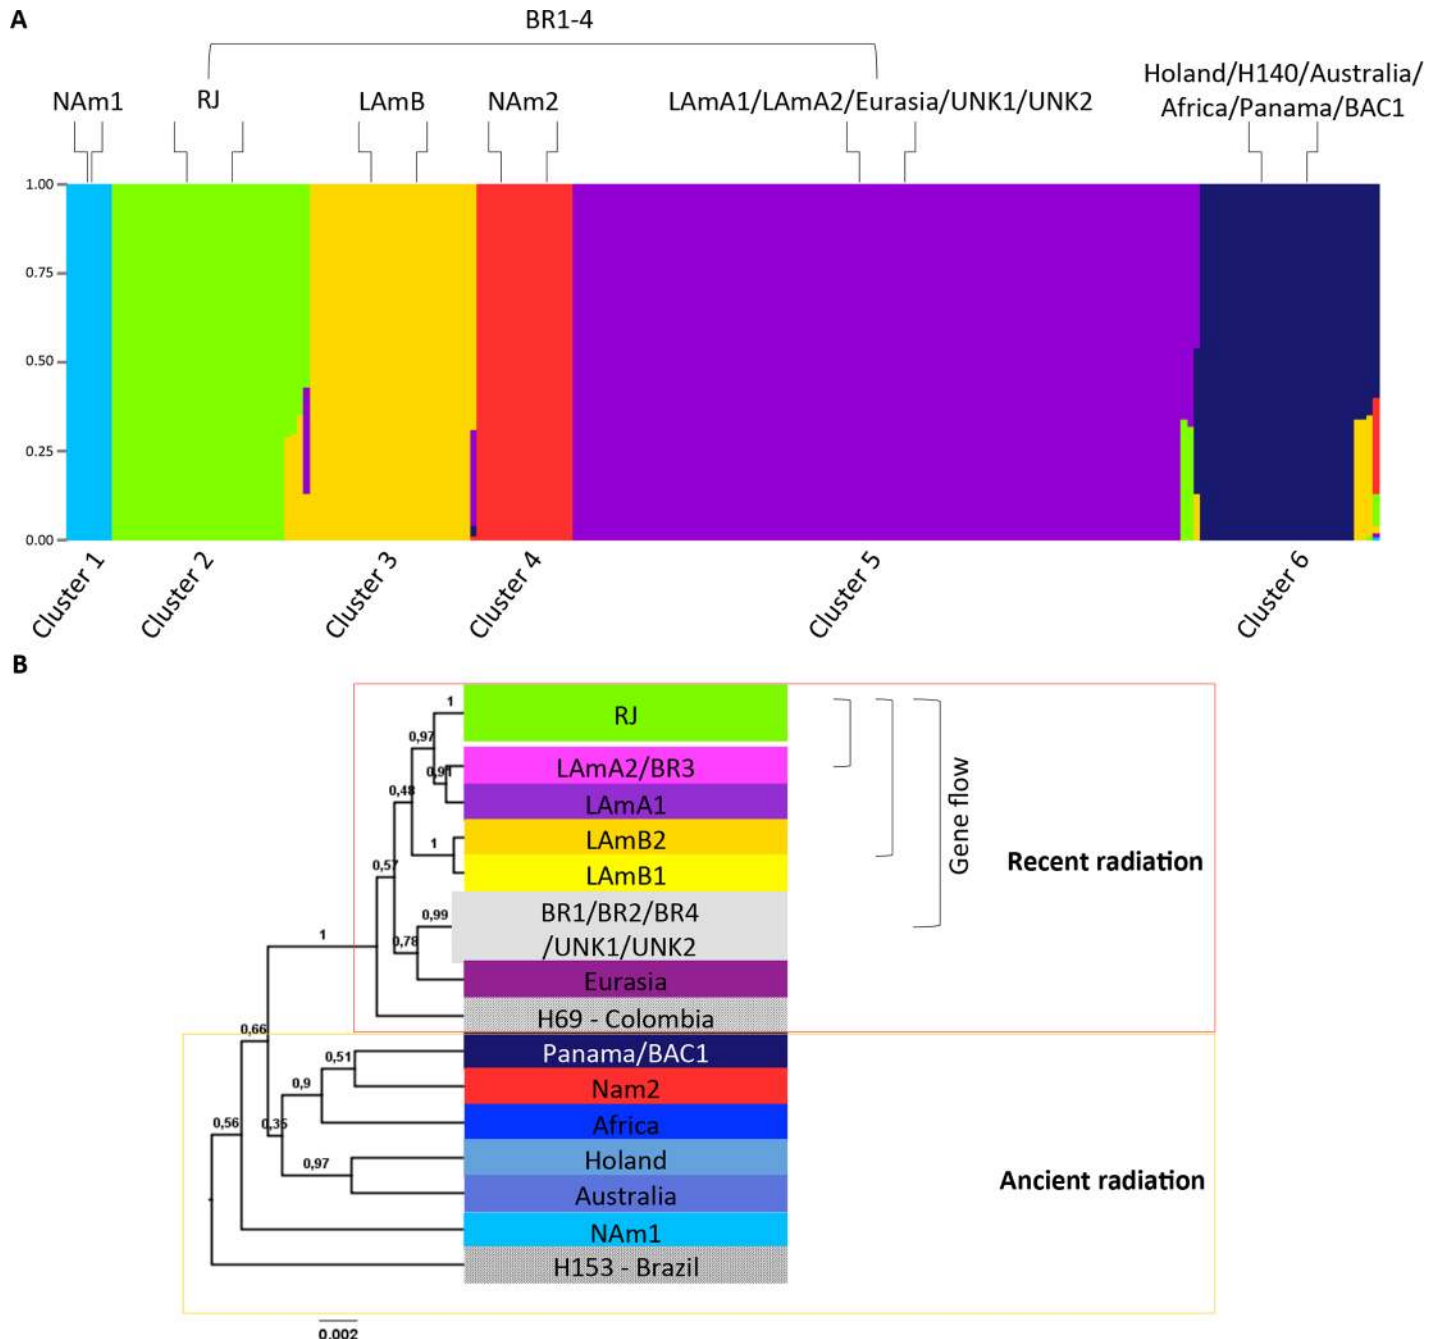 A
BR1-4
NAm1
RJ
LAmB
NAm2
LAmA1/LAmA2/Eurasia/UNK1/UNK2
Holand/H140/Australia/
Africa/Panama/BAC1
1.00
0.75
0.50
0.25
0.00
Cluster 1
Cluster 2
Cluster 3
Cluster 4
Cluster 5
Cluster 6
B
1
RJ
0,97
0,91
LAmA2/BR3
0,48
LAmA1
LAmB2
1
LAmB1
0,57
0,99
BR1/BR2/BR4
/UNK1/UNK2
0,78
Eurasia
1
H69 - Colombia
Gene flow
Recent radiation
0,66
0,51
Panama/BAC1
0,9
Nam2
0,56
0,35
Africa
0,97
Holand
Australia
Ancient radiation
NAm1
H153 - Brazil
0.002